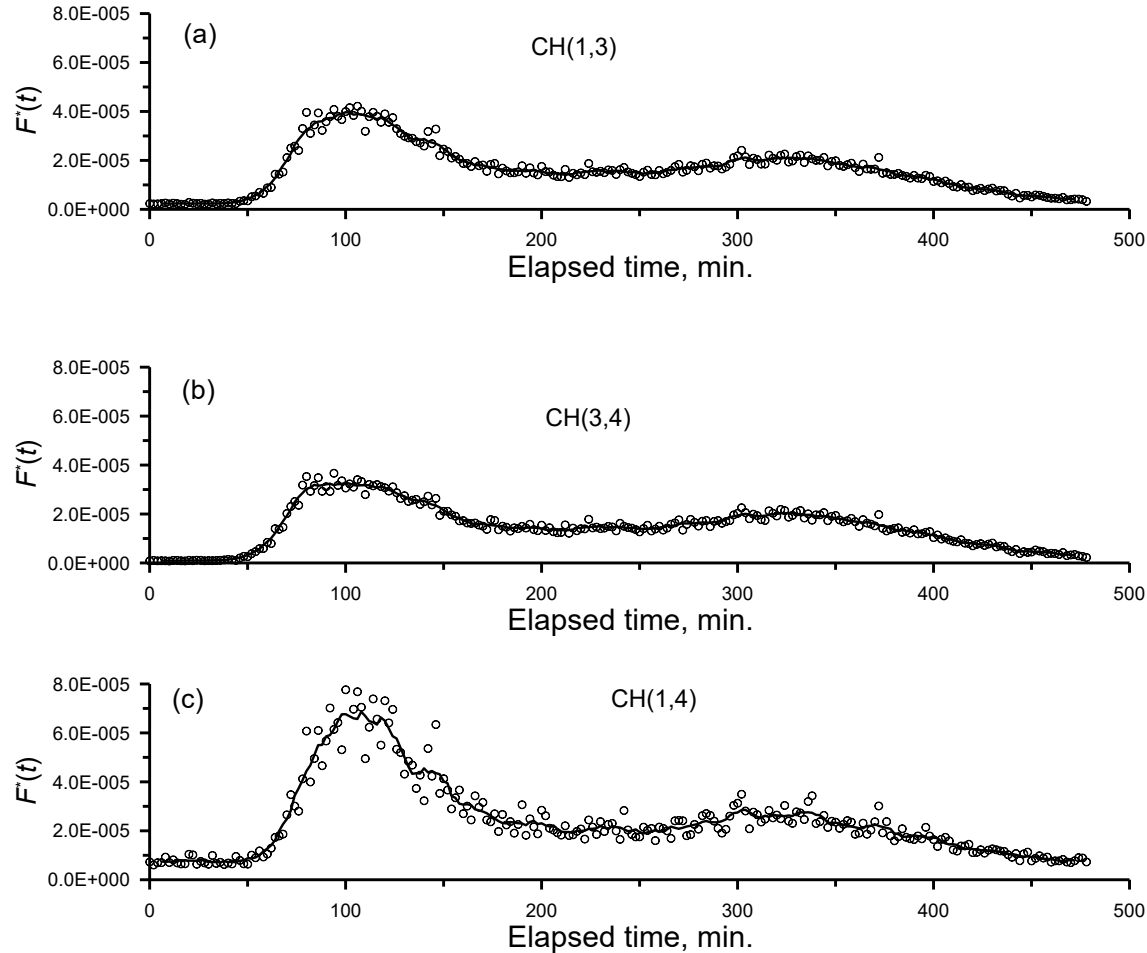 (a)
CH(1,3)
F*(t)
8.0E-005
6.0E-005
4.0E-005
2.0E-005
0.0E+000
0 100 200 300 400 500
Elapsed time, min.
(b)
CH(3,4)
F*(t)
8.0E-005
6.0E-005
4.0E-005
2.0E-005
0.0E+000
0 100 200 300 400 500
Elapsed time, min.
(c)
CH(1,4)
F*(t)
8.0E-005
6.0E-005
4.0E-005
2.0E-005
0.0E+000
0 100 200 300 400 500
Elapsed time, min.